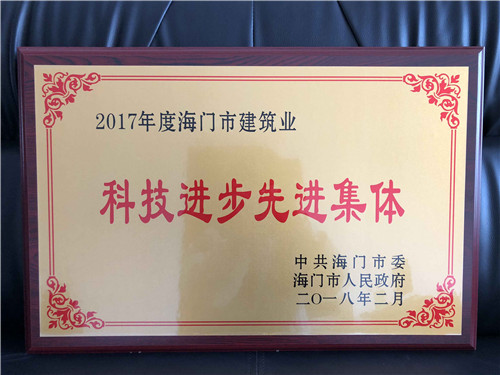 2017年度海门市建筑业
科技进步先进集体
中共海门市委
海门市人民政府
二〇一八年二月